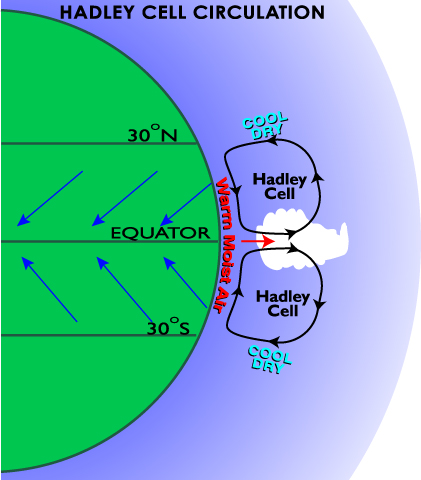 HADLEY CELL CIRCULATION
COOL
DRY
30°N
Hadley
Cell
Warm Moist Air
EQUATOR
Hadley
Cell
30°S
COOL
DRY